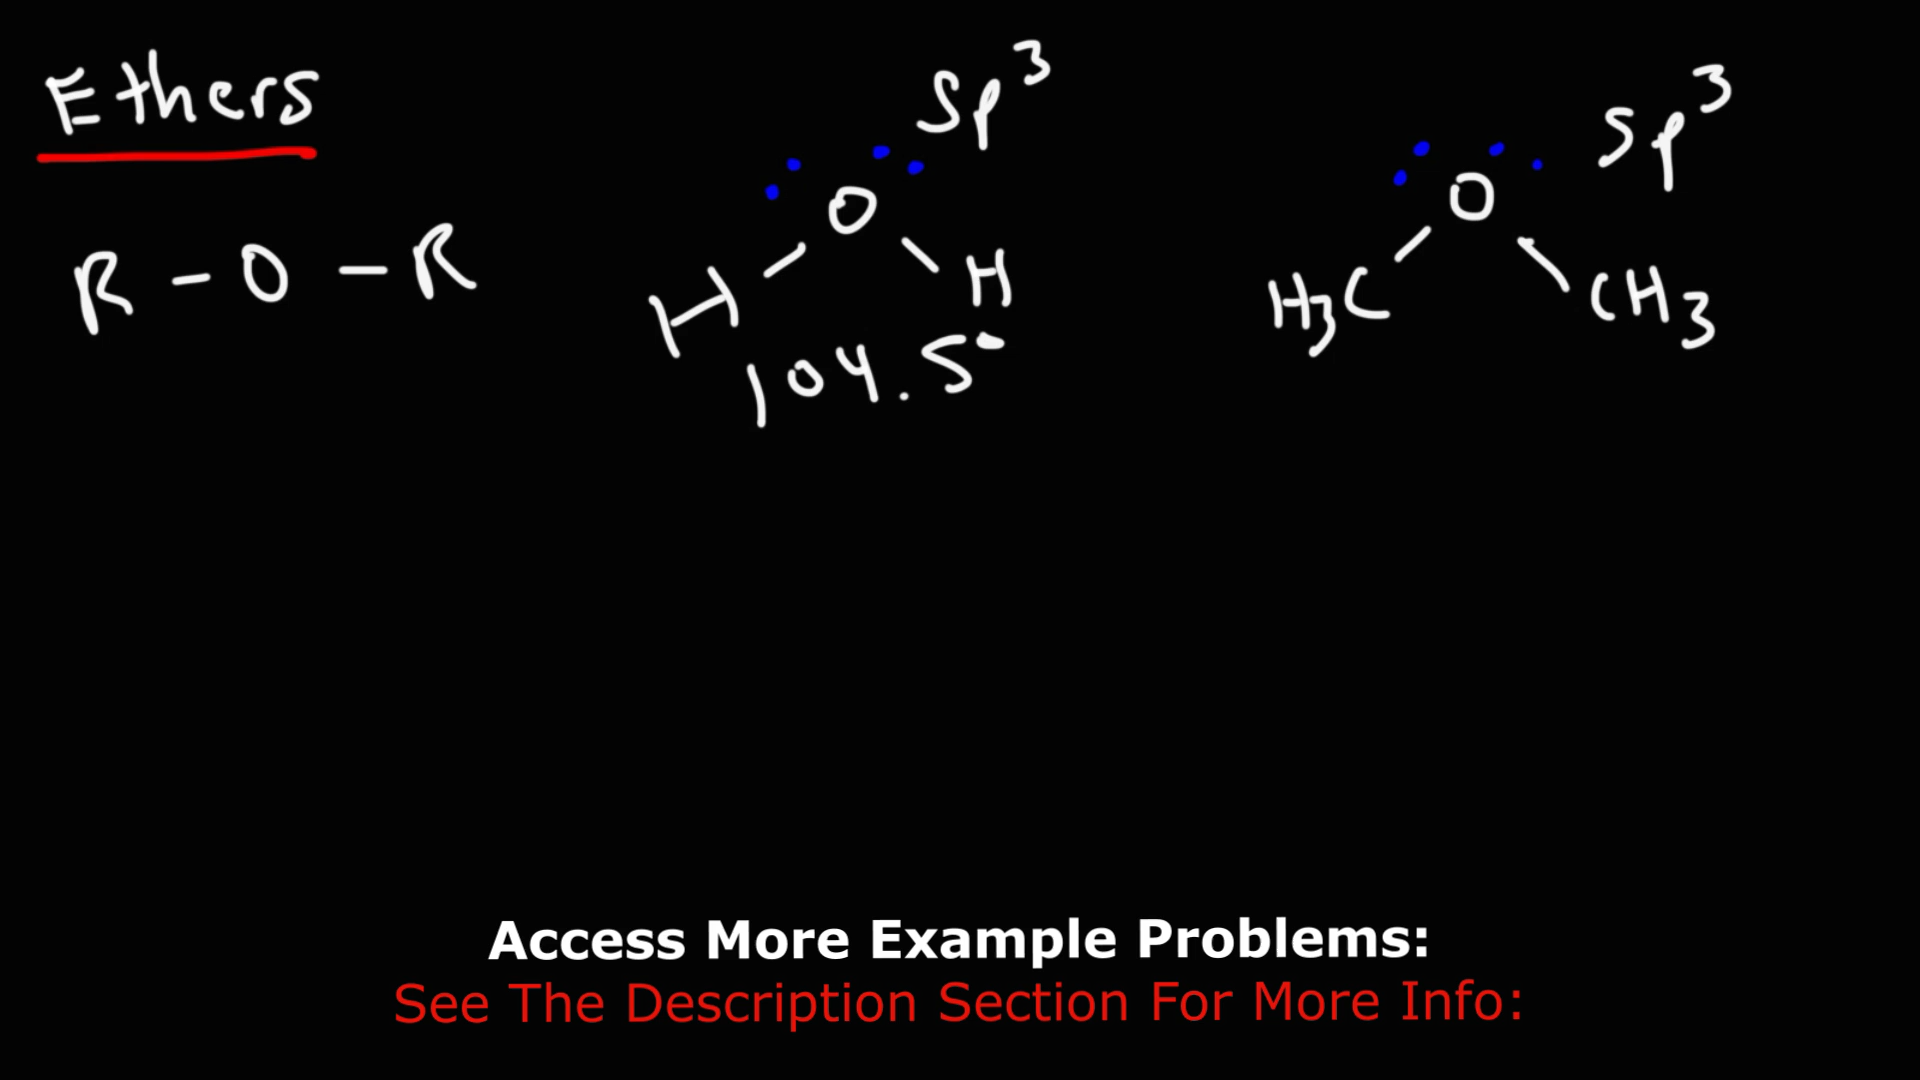 Ethers
R - O - R
Sp³
O
H H
104.5°
Sp³
O
H₃C CH₃
Access More Example Problems:
See The Description Section For More Info: